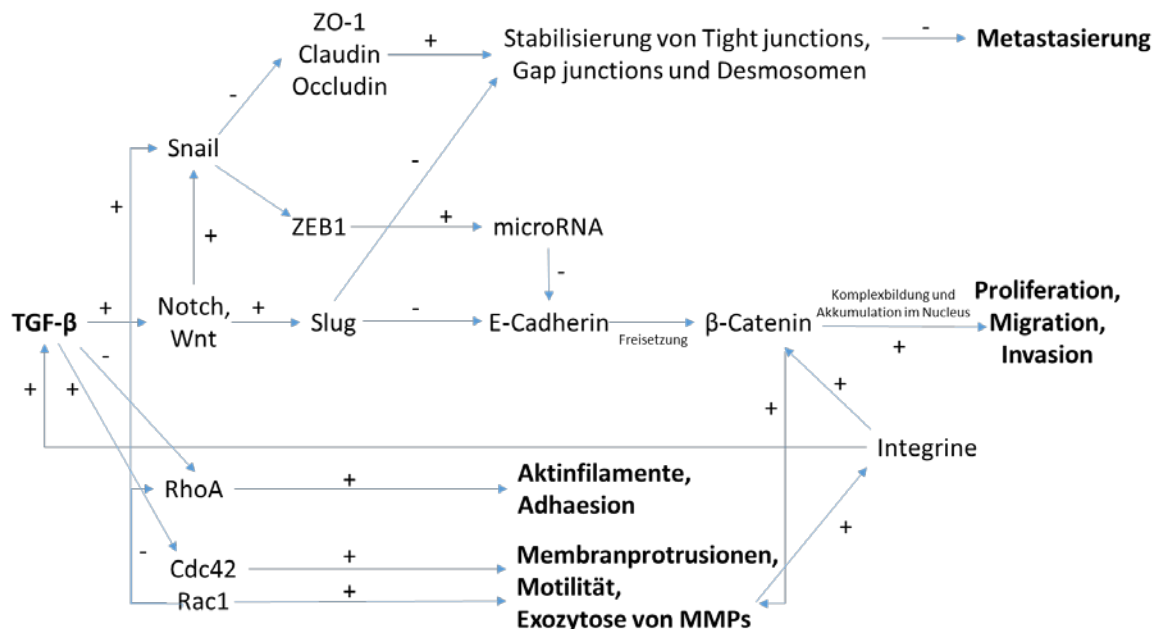 ZO-1
Claudin
Occludin
+
Stabilisierung von Tight junctions,
Gap junctions und Desmosomen
-
Metastasierung
-
Snail
-
+
ZEB1
+
microRNA
+
-
TGF-β
+
Notch,
Wnt
+
Slug
-
E-Cadherin
Freisetzung
β-Catenin
Komplexbildung und
Akkumulation im Nucleus
+
Proliferation,
Migration,
Invasion
-
+
+
+
+
Integrine
RhoA
+
Aktinfilamente,
Adhaesion
+
-
Cdc42
+
Rac1
+
Membranprotrusionen,
Motilität,
Exozytose von MMPs